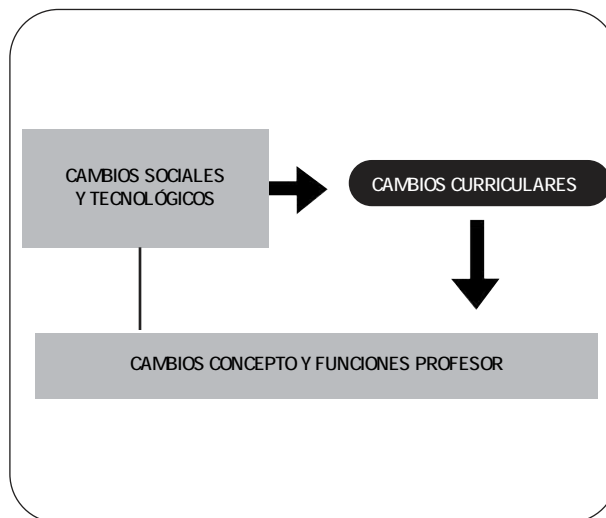 CAMBIOS SOCIALES
Y TECNOLÓGICOS
CAMBIOS CURRICULARES
CAMBIOS CONCEPTO Y FUNCIONES PROFESOR